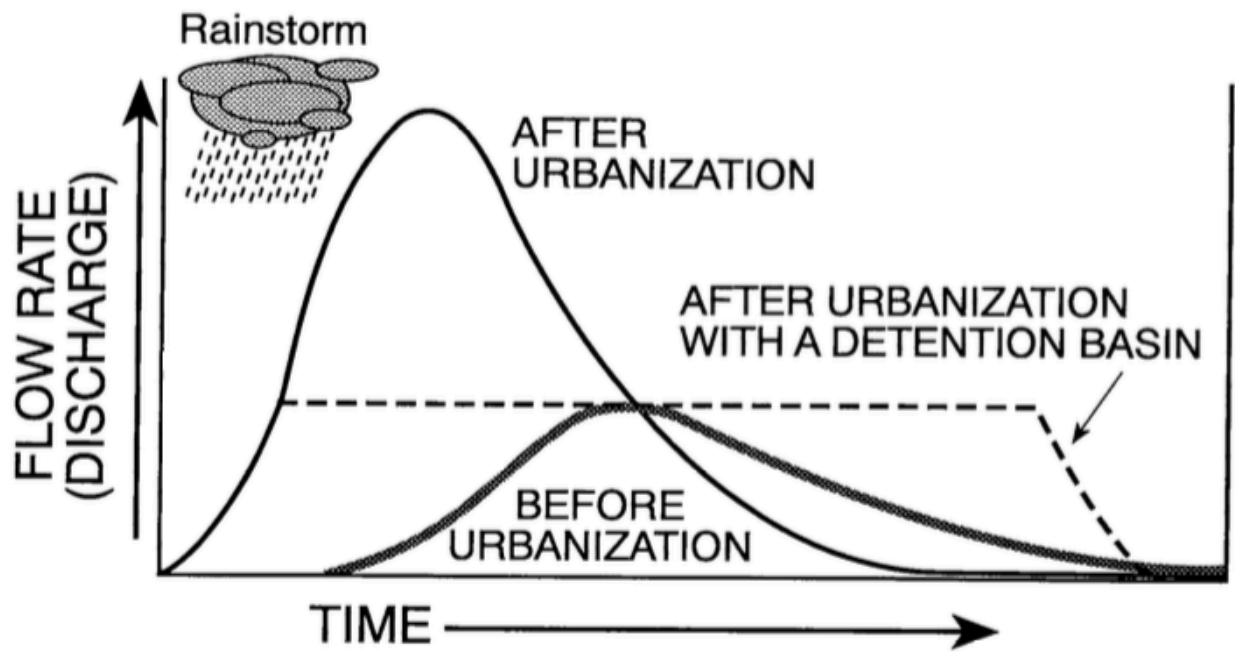 Rainstorm
AFTER
URBANIZATION
FLOW RATE
(DISCHARGE)
AFTER URBANIZATION
WITH A DETENTION BASIN
BEFORE
URBANIZATION
TIME